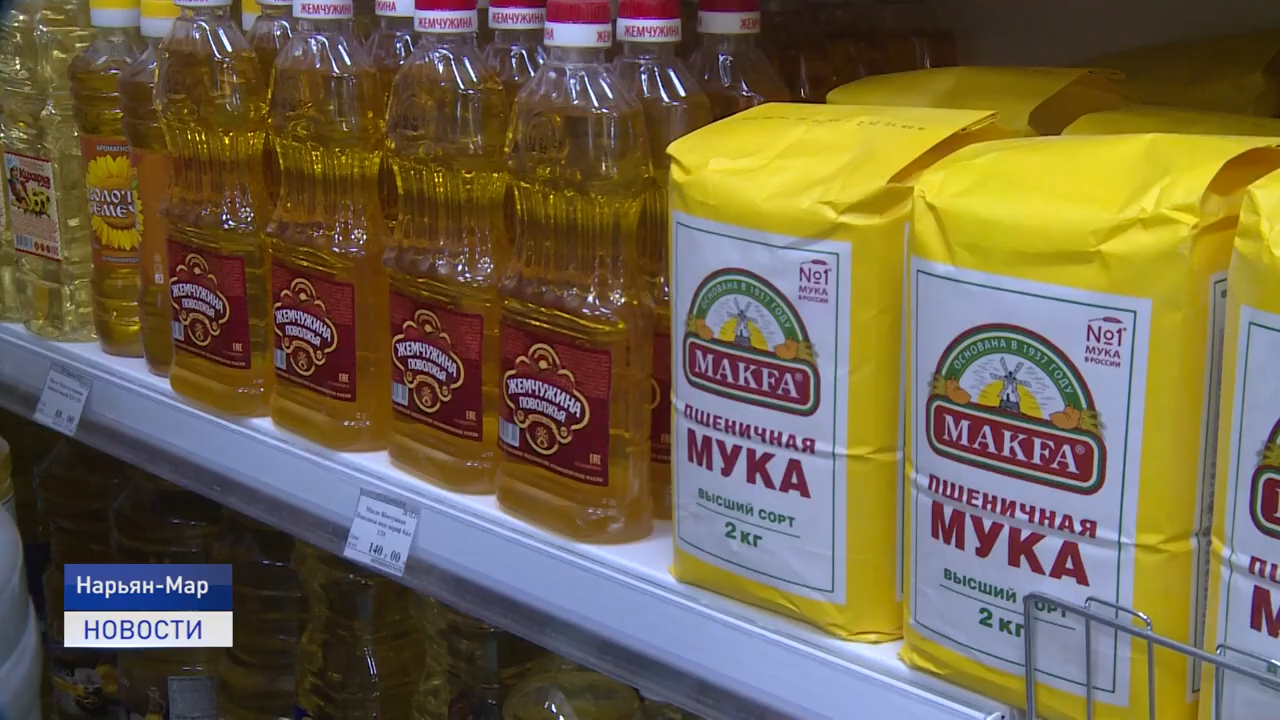 ЖЕМЧУЖИНА
ЖЕМЧУЖИНА
ЖЕМЧУЖИНА
ЖЕМЧУЖИНА
Кухарка
АРОМАТНОЕ
ЖЕМЧУЖИНА
ПОВОЛЖЬЯ
ЖЕМЧУЖИНА
ПОВОЛЖЬЯ
ЖЕМЧУЖИНА
ПОВОЛЖЬЯ
ЖЕМЧУЖИНА
ПОВОЛЖЬЯ
№1
МУКА
В РОССИИ
ОСНОВАНА В 1937 ГОДУ
MAKFA®
ПШЕНИЧНАЯ
МУКА
ВЫСШИЙ СОРТ
2 КГ
№1
МУКА
В РОССИИ
ОСНОВАНА В 1937 ГОДУ
MAKFA®
ПШЕНИЧНАЯ
МУКА
ВЫСШИЙ СОРТ
2 КГ
140 г. 00
Нарьян-Мар
НОВОСТИ